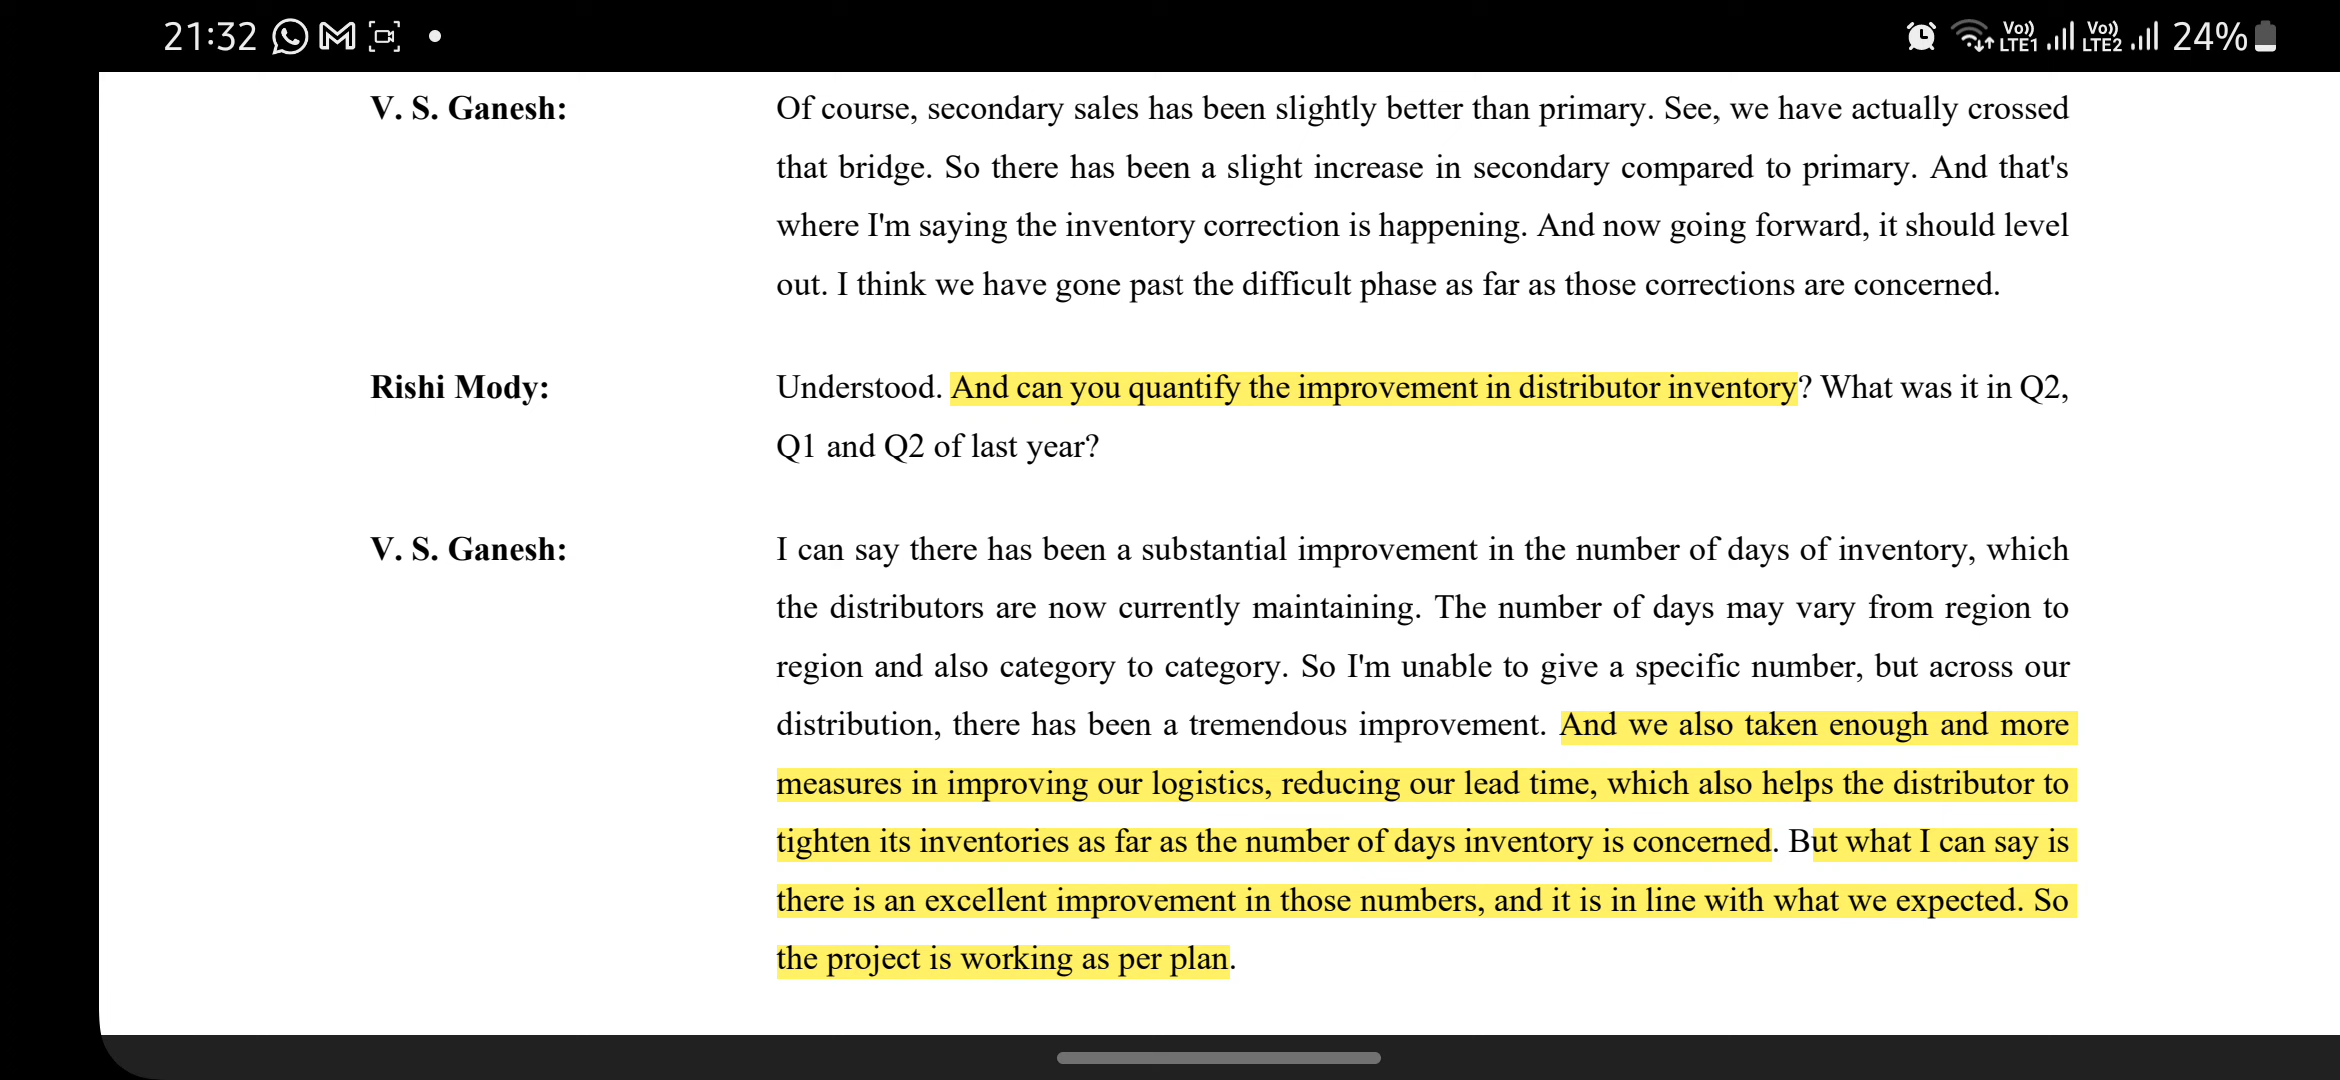 21:32 Vo)) LTE1 Vo)) LTE2 24%
V. S. Ganesh: Of course, secondary sales has been slightly better than primary. See, we have actually crossed
that bridge. So there has been a slight increase in secondary compared to primary. And that's
where I'm saying the inventory correction is happening. And now going forward, it should level
out. I think we have gone past the difficult phase as far as those corrections are concerned.
Rishi Mody: Understood. And can you quantify the improvement in distributor inventory? What was it in Q2,
Q1 and Q2 of last year?
V. S. Ganesh: I can say there has been a substantial improvement in the number of days of inventory, which
the distributors are now currently maintaining. The number of days may vary from region to
region and also category to category. So I'm unable to give a specific number, but across our
distribution, there has been a tremendous improvement. And we also taken enough and more
measures in improving our logistics, reducing our lead time, which also helps the distributor to
tighten its inventories as far as the number of days inventory is concerned. But what I can say is
there is an excellent improvement in those numbers, and it is in line with what we expected. So
the project is working as per plan.